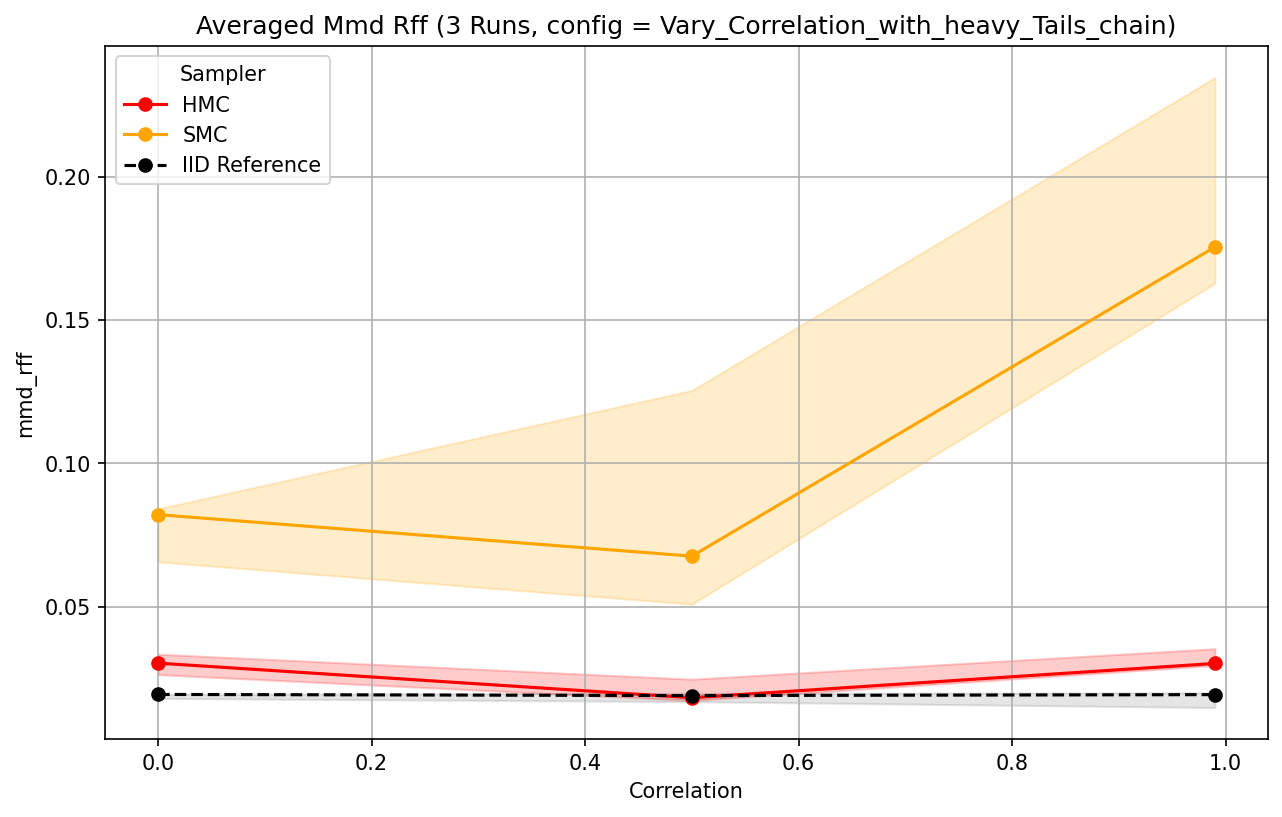 Averaged Mmd Rff (3 Runs, config = Vary_Correlation_with_heavy_Tails_chain)
Sampler
HMC
SMC
IID Reference
mmd_rff
0.20
0.15
0.10
0.05
0.0
0.2
0.4
0.6
0.8
1.0
Correlation